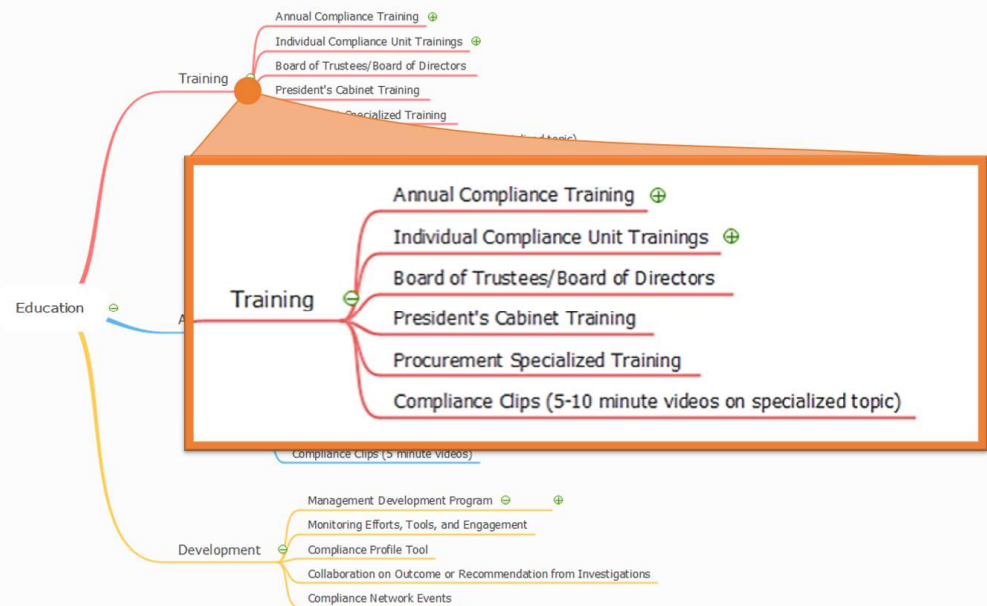 Annual Compliance Training
Individual Compliance Unit Trainings
Board of Trustees/Board of Directors
Training
President's Cabinet Training
Specialized Training
topic)
Annual Compliance Training
Individual Compliance Unit Trainings
Board of Trustees/Board of Directors
Training
President's Cabinet Training
Procurement Specialized Training
Compliance Clips (5-10 minute videos on specialized topic)
Education
A
Compliance Clips (5 minute videos)
Management Development Program
Monitoring Efforts, Tools, and Engagement
Development
Compliance Profile Tool
Collaboration on Outcome or Recommendation from Investigations
Compliance Network Events